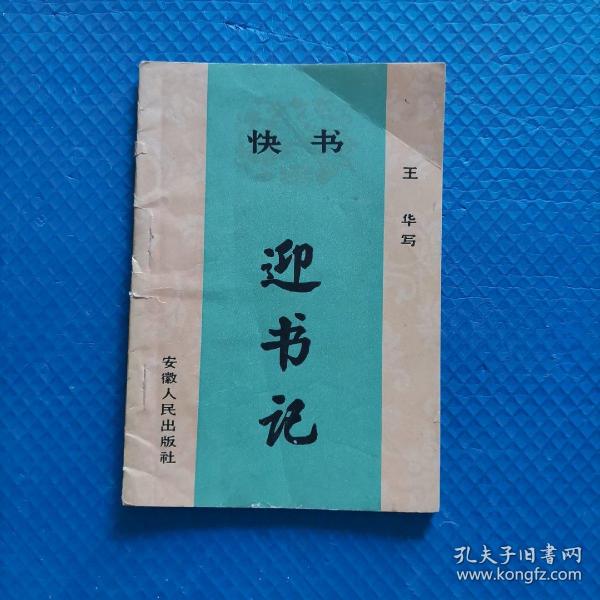 快书
王华写
迎书记
安徽人民出版社
孔夫子旧书网
www.kongfz.com